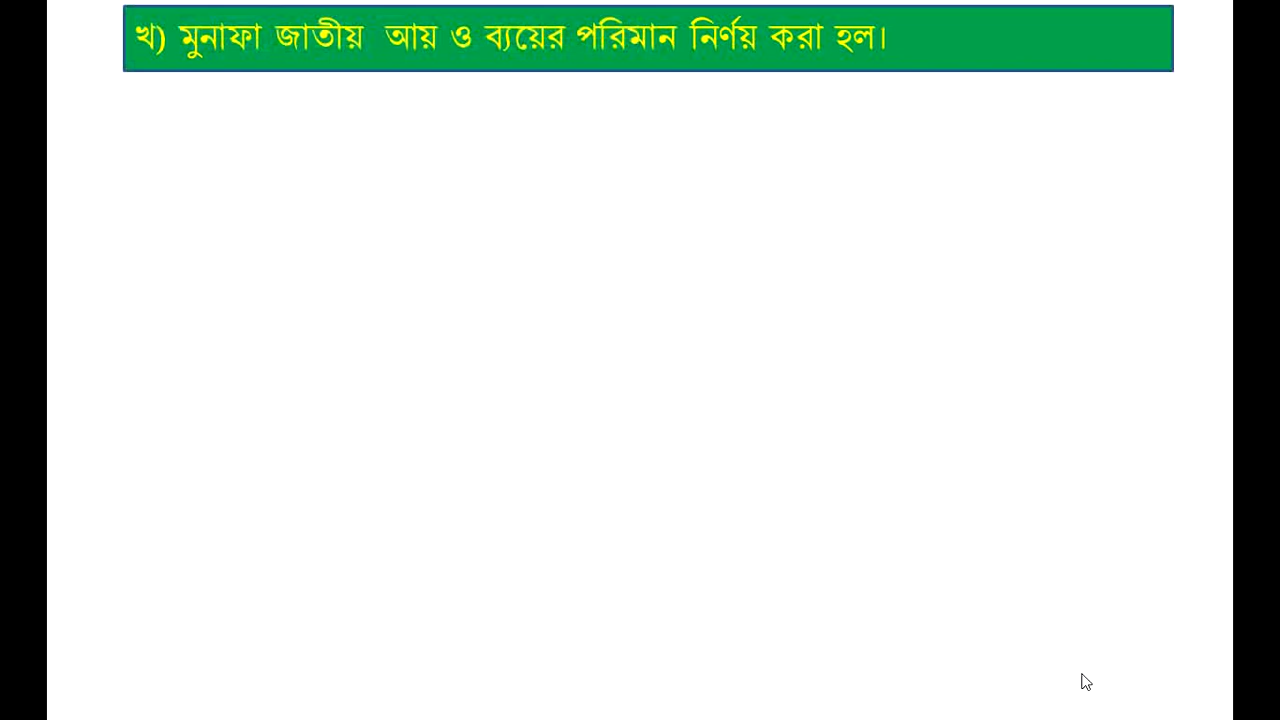 খ) মুনাফা জাতীয় আয় ও ব্যয়ের পরিমান নির্ণয় করা হল।